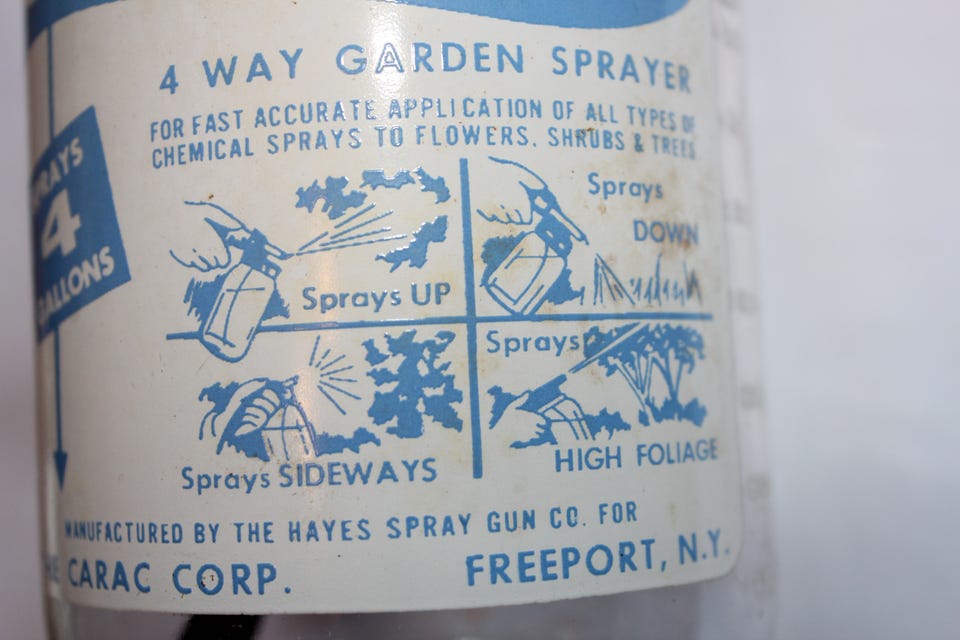 4 WAY GARDEN SPRAYER
FOR FAST ACCURATE APPLICATION OF ALL TYPES OF
CHEMICAL SPRAYS TO FLOWERS, SHRUBS & TREES
SPRAYS
4
GALLONS
Sprays UP
Sprays
DOWN
Sprays SIDEWAYS
Sprays
HIGH FOLIAGE
MANUFACTURED BY THE HAYES SPRAY GUN CO. FOR
THE CARAC CORP. FREEPORT, N.Y.